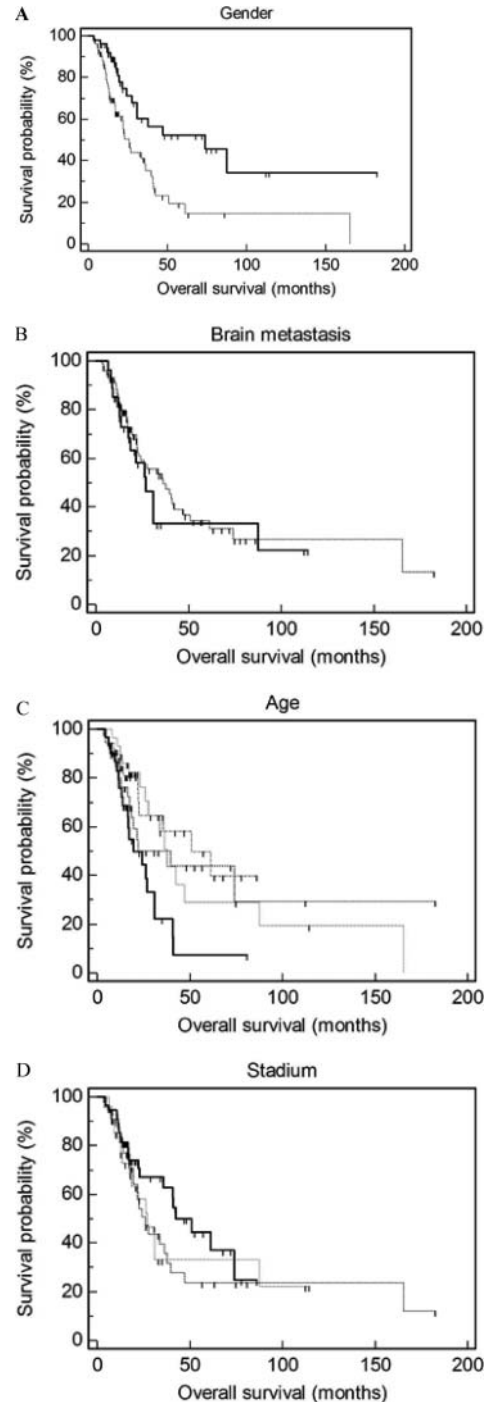 A
Gender
Survival probability (%)
100
80
60
40
20
0
0 50 100 150 200
Overall survival (months)
B
Brain metastasis
Survival probability (%)
100
80
60
40
20
0
0 50 100 150 200
Overall survival (months)
C
Age
Survival probability (%)
100
80
60
40
20
0
0 50 100 150 200
Overall survival (months)
D
Stadium
Survival probability (%)
100
80
60
40
20
0
0 50 100 150 200
Overall survival (months)